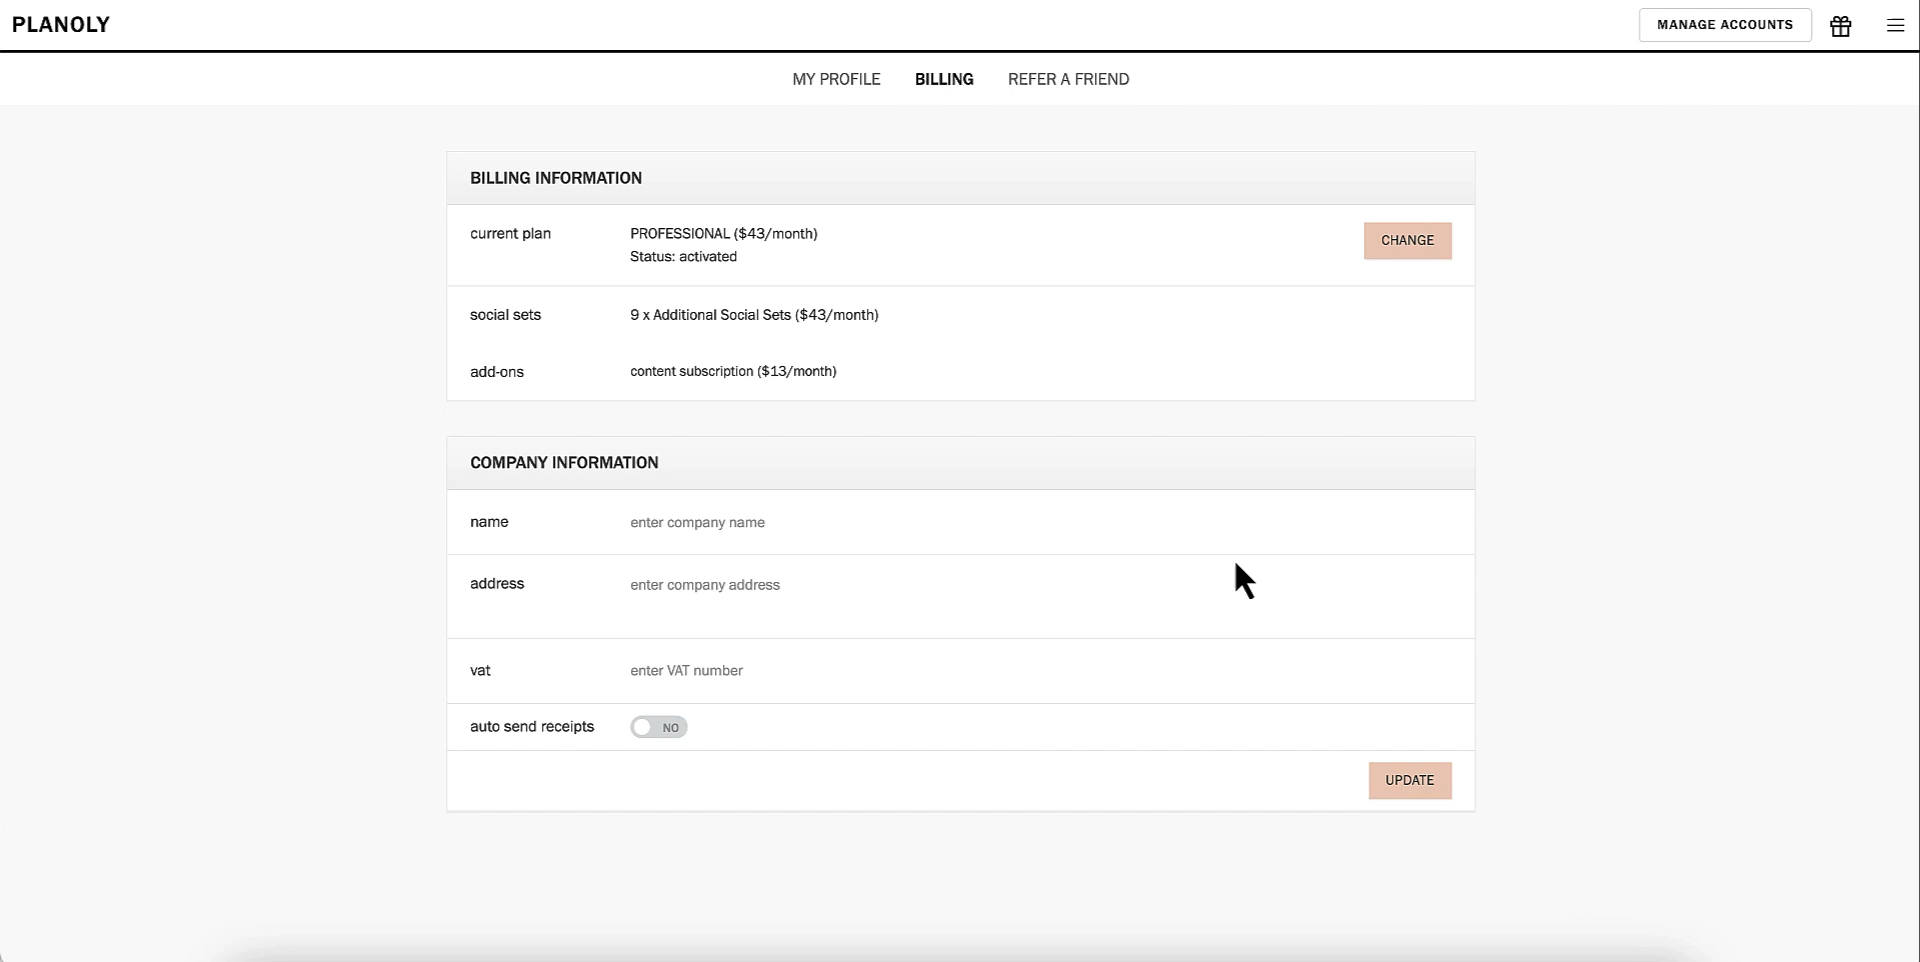 PLANOLY
MANAGE ACCOUNTS
MY PROFILE
BILLING
REFER A FRIEND
BILLING INFORMATION
current plan
PROFESSIONAL ($43/month)
Status: activated
CHANGE
social sets
9 x Additional Social Sets ($43/month)
add-ons
content subscription ($13/month)
COMPANY INFORMATION
name
enter company name
address
enter company address
vat
enter VAT number
auto send receipts
NO
UPDATE